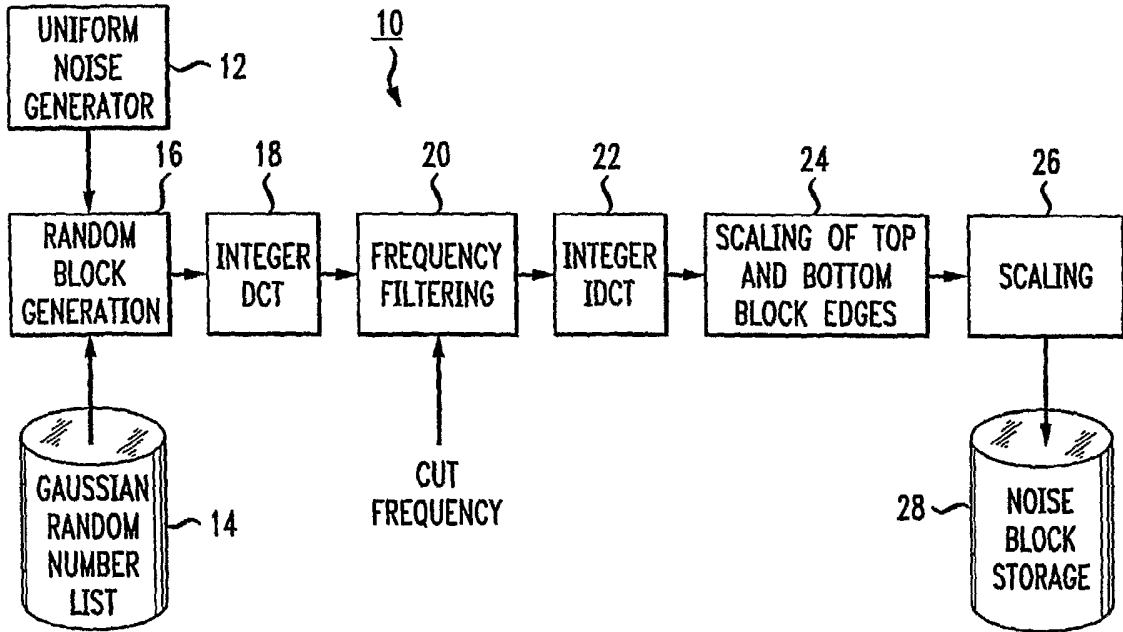 UNIFORM
NOISE
GENERATOR
12
10
16
18
20
22
24
26
RANDOM
BLOCK
GENERATION
INTEGER
DCT
FREQUENCY
FILTERING
INTEGER
IDCT
SCALING OF TOP
AND BOTTOM
BLOCK EDGES
SCALING
GAUSSIAN
RANDOM
NUMBER
LIST
14
CUT
FREQUENCY
28
NOISE
BLOCK
STORAGE